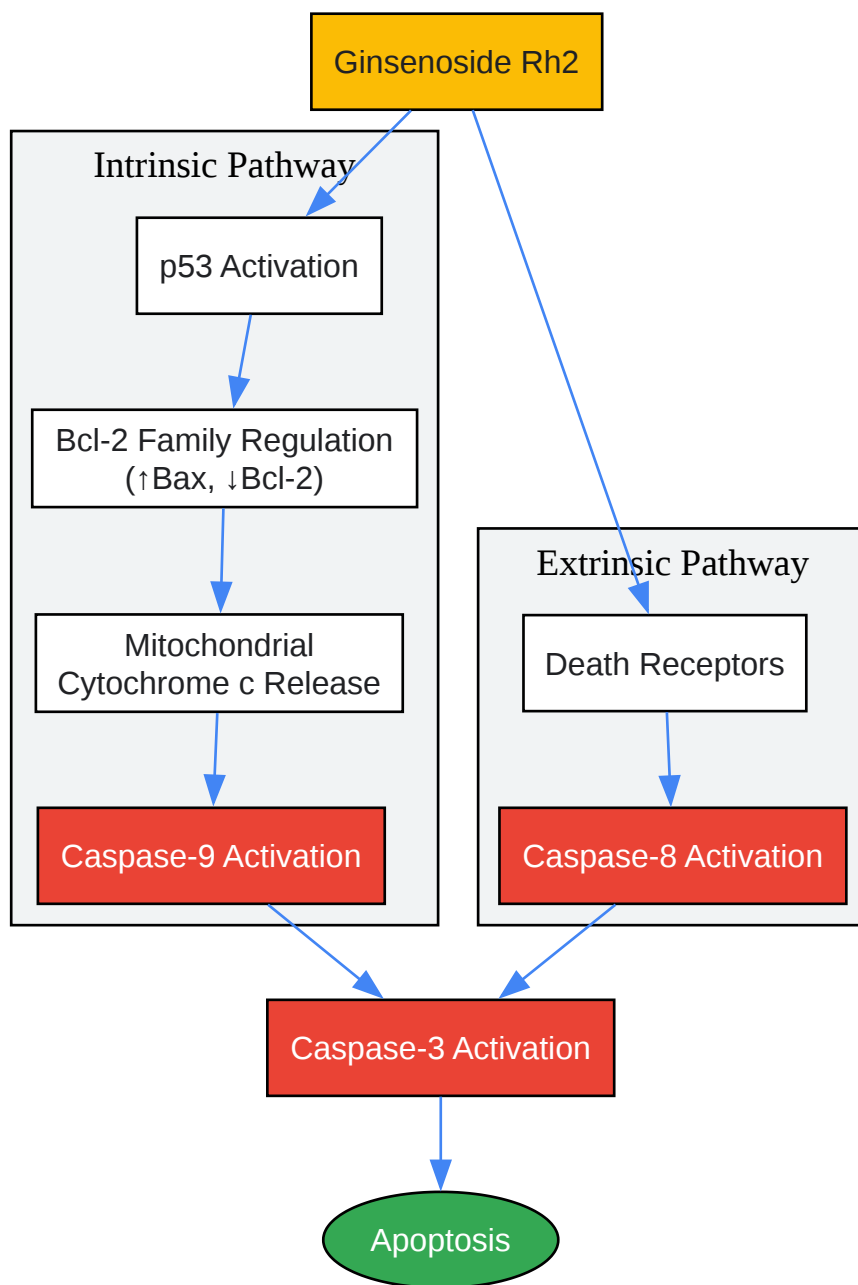 Ginsenoside Rh2
Intrinsic Pathway
p53 Activation
Bcl-2 Family Regulation
(↑Bax, ↓Bcl-2)
Mitochondrial
Cytochrome c Release
Caspase-9 Activation
Extrinsic Pathway
Death Receptors
Caspase-8 Activation
Caspase-3 Activation
Apoptosis